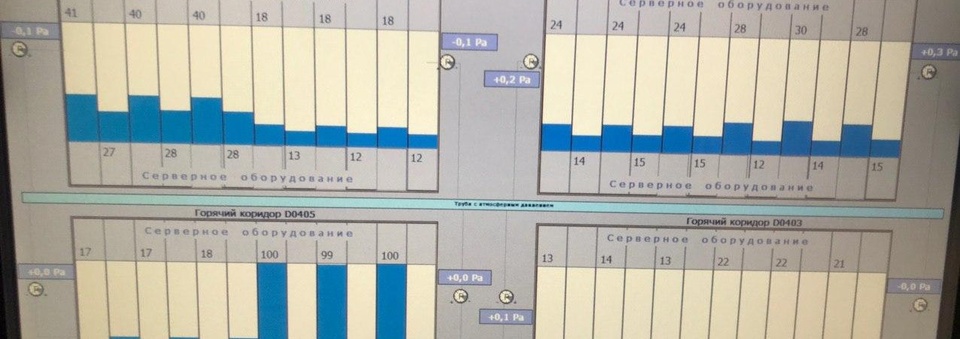 Серверное оборудование
41 40 40 18 18 18
24 24 24 28 30 28
-0,1 Pa
-0,1 Pa
+0,2 Pa
+0,3 Pa
27 28 28 13 12 12
14 15 15 12 14 15
Серверное оборудование
Серверное оборудование
Труба с атмосферным давлением
Горячий коридор D0405
Горячий коридор D0403
Серверное оборудование
Серверное оборудование
17 17 18 100 99 100
13 14 13 22 22 21
+0,0 Pa
+0,0 Pa
+0,1 Pa
-0,0 Pa